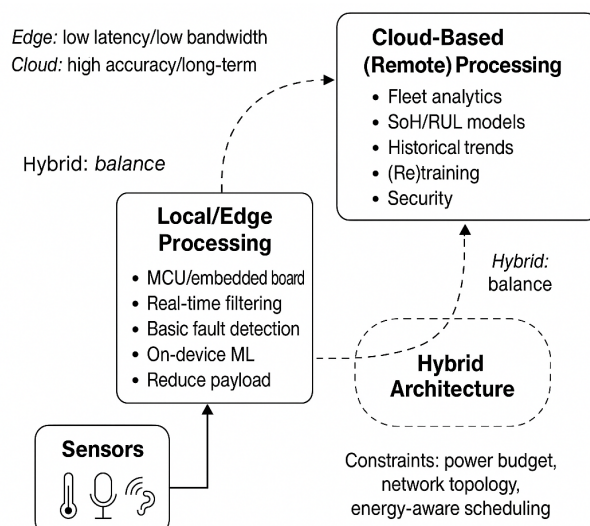 Edge: low latency/low bandwidth
Cloud: high accuracy/long-term
Cloud-Based
(Remote) Processing
• Fleet analytics
• SoH/RUL models
• Historical trends
• (Re)training
• Security
Hybrid: balance
Local/Edge
Processing
• MCU/embedded board
• Real-time filtering
• Basic fault detection
• On-device ML
• Reduce payload
Hybrid:
balance
Hybrid
Architecture
Sensors
Constraints: power budget,
network topology,
energy-aware scheduling